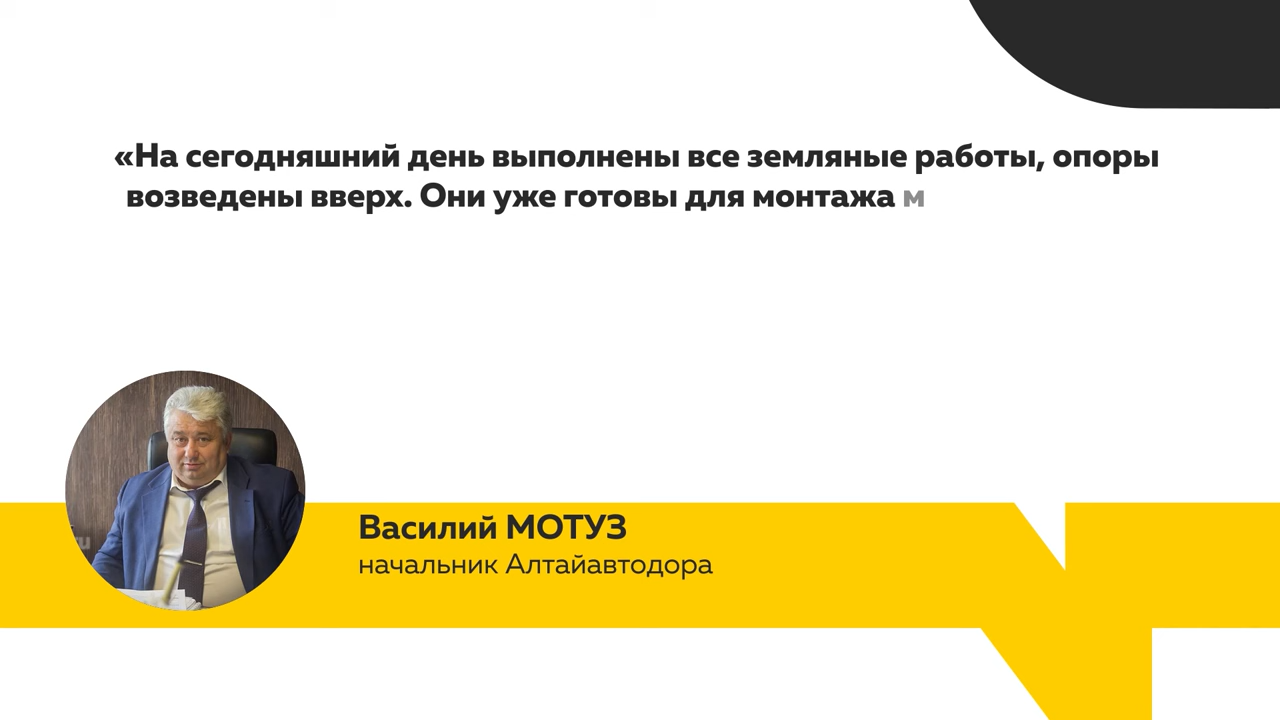 «На сегодняшний день выполнены все земляные работы, опоры
возведены вверх. Они уже готовы для монтажа м
Василий МОТУЗ
начальник Алтайавтодора